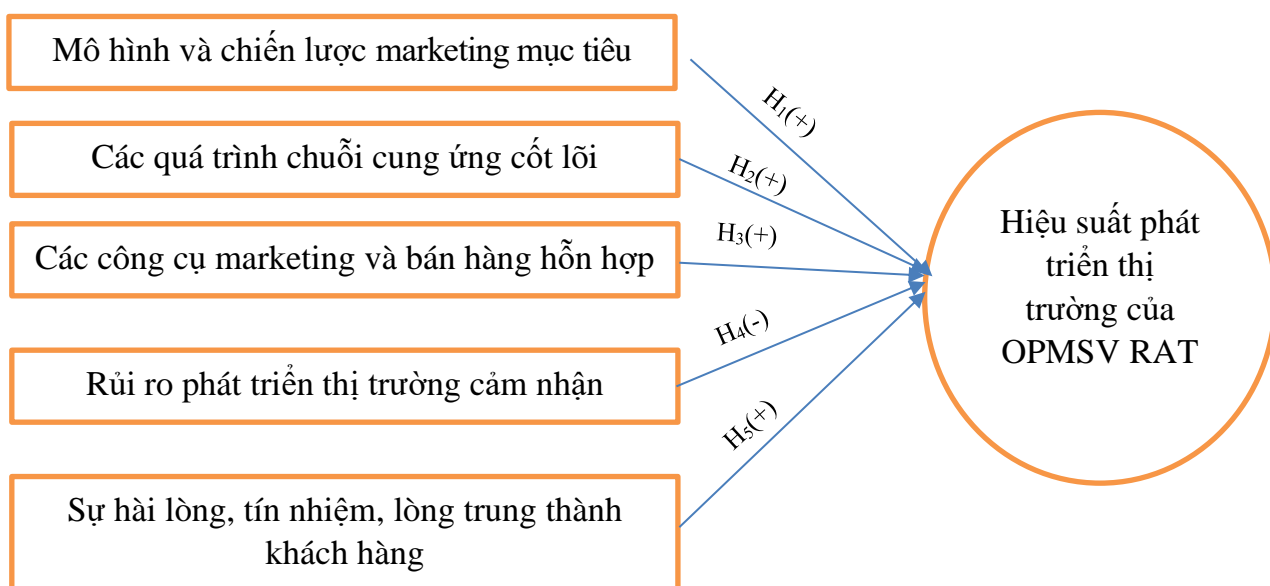 Mô hình và chiến lược marketing mục tiêu
H1(+)
Các quá trình chuỗi cung ứng cốt lõi
H2(+)
Các công cụ marketing và bán hàng hỗn hợp
H3(+)
Rủi ro phát triển thị trường cảm nhận
H4(-)
Sự hài lòng, tín nhiệm, lòng trung thành
khách hàng
H5(+)
Hiệu suất phát
triển thị
trường của
OPMSV RAT